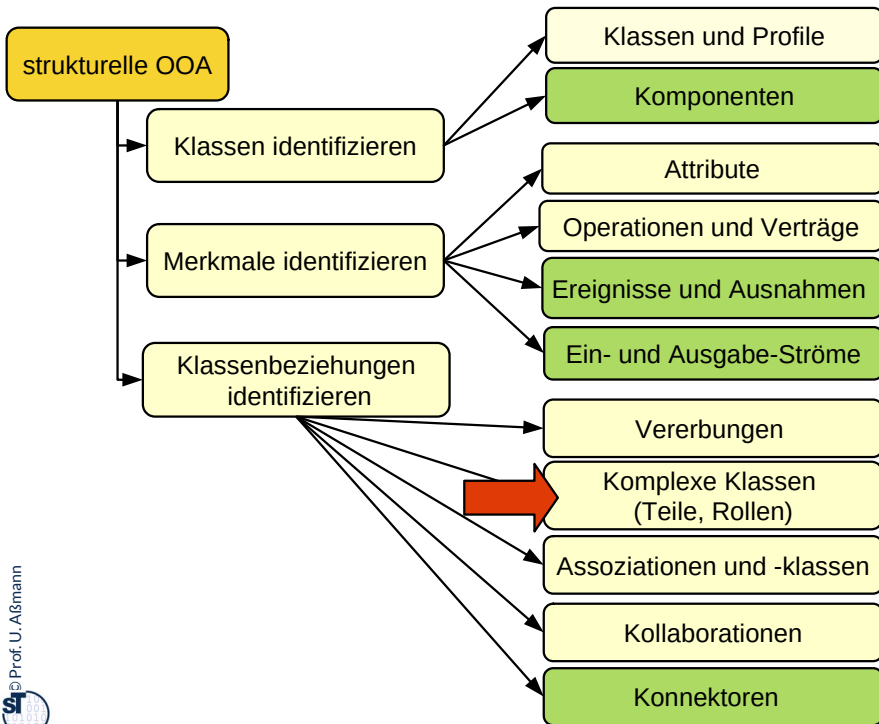 strukturelle OOA
Klassen identifizieren
Klassen und Profile
Komponenten
Merkmale identifizieren
Attribute
Operationen und Verträge
Ereignisse und Ausnahmen
Ein- und Ausgabe-Ströme
Klassenbeziehungen
identifizieren
Vererbungen
Komplexe Klassen
(Teile, Rollen)
Assoziationen und -klassen
Kollaborationen
Konnektoren
© Prof. U. Aßmann
ST